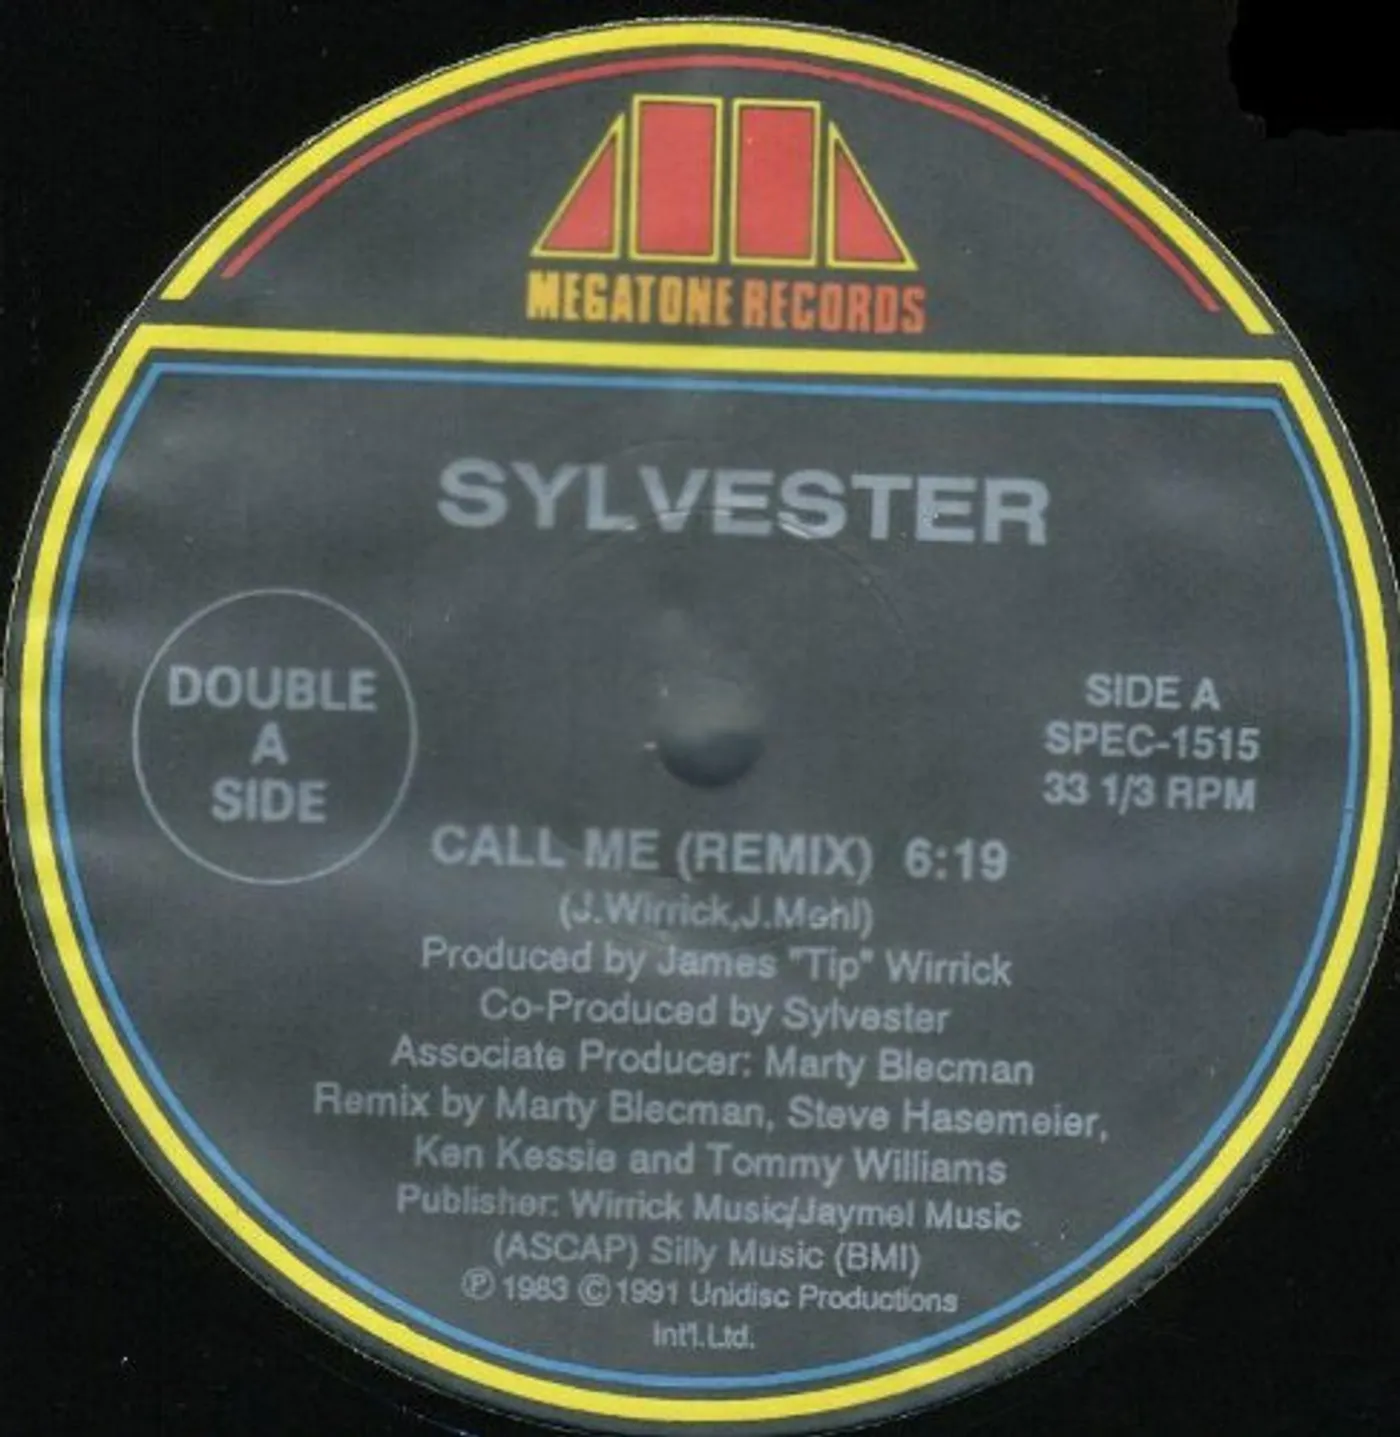 MEGATONE RECORDS
SYLVESTER
DOUBLE
A
SIDE
SIDE A
SPEC-1515
33 1/3 RPM
CALL ME (REMIX) 6:19
(J.Wirrick,J.Mehl)
Produced by James "Tip" Wirrick
Co-Produced by Sylvester
Associate Producer: Marty Blecman
Remix by Marty Blecman, Steve Hasemeier,
Ken Kessie and Tommy Williams
Publisher: Wirrick Music/Jaymel Music
(ASCAP) Silly Music (BMI)
℗ 1983 © 1991 Unidisc Productions
Int'l.Ltd.